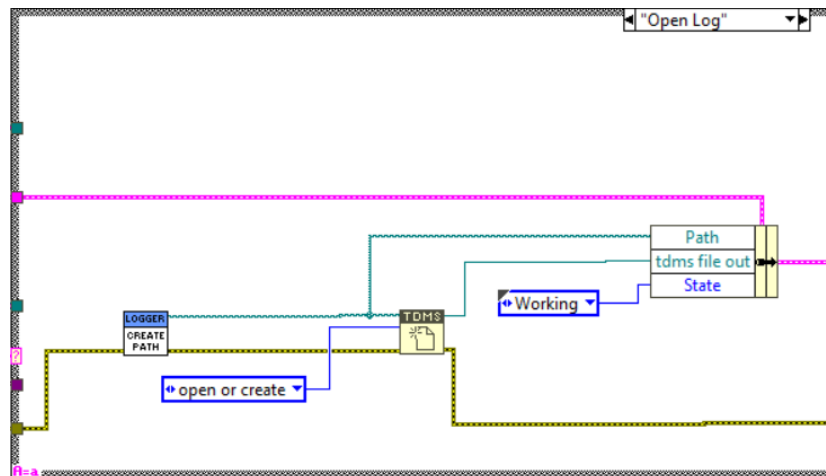 "Open Log"
Path
tdms file out
State
Working
LOGGER
CREATE
PATH
TDMS
open or create
?
A=a